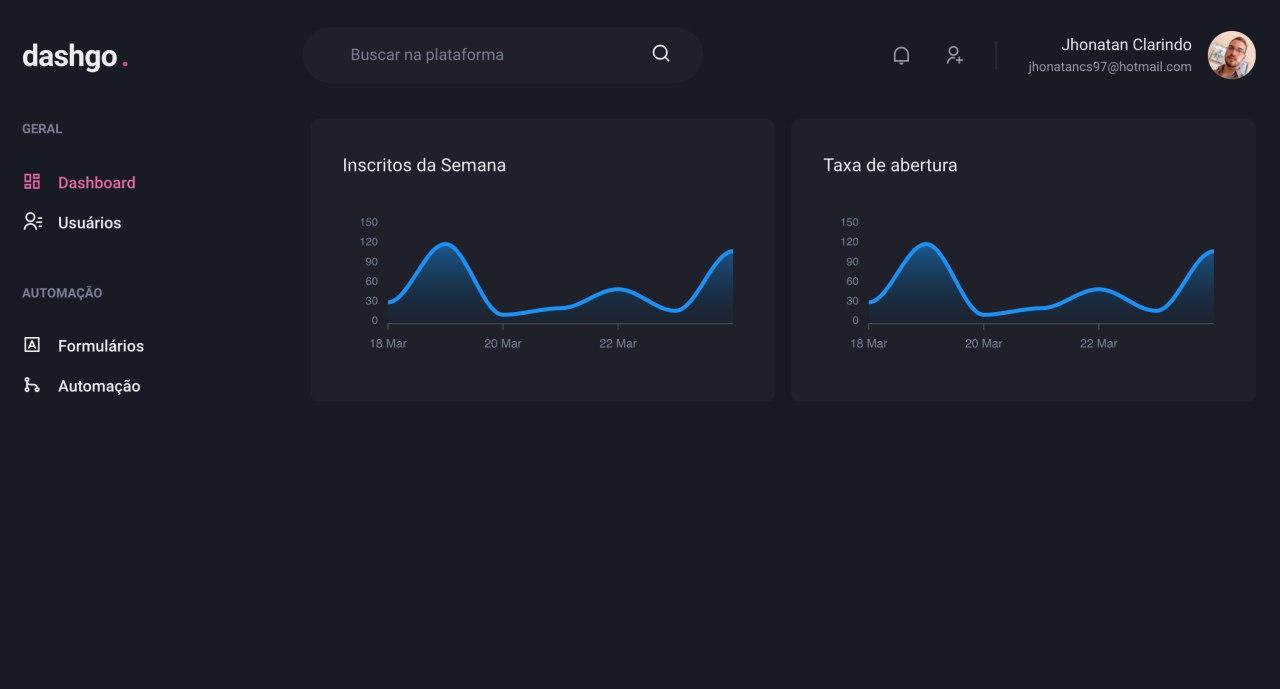 dashgo .
Buscar na plataforma
Jhonatan Clarindo
jhonatancs97@hotmail.com
GERAL
Dashboard
Usuários
AUTOMAÇÃO
A Formulários
Automação
Inscritos da Semana
150
120
90
60
30
0
18 Mar 20 Mar 22 Mar
Taxa de abertura
150
120
90
60
30
0
18 Mar 20 Mar 22 Mar